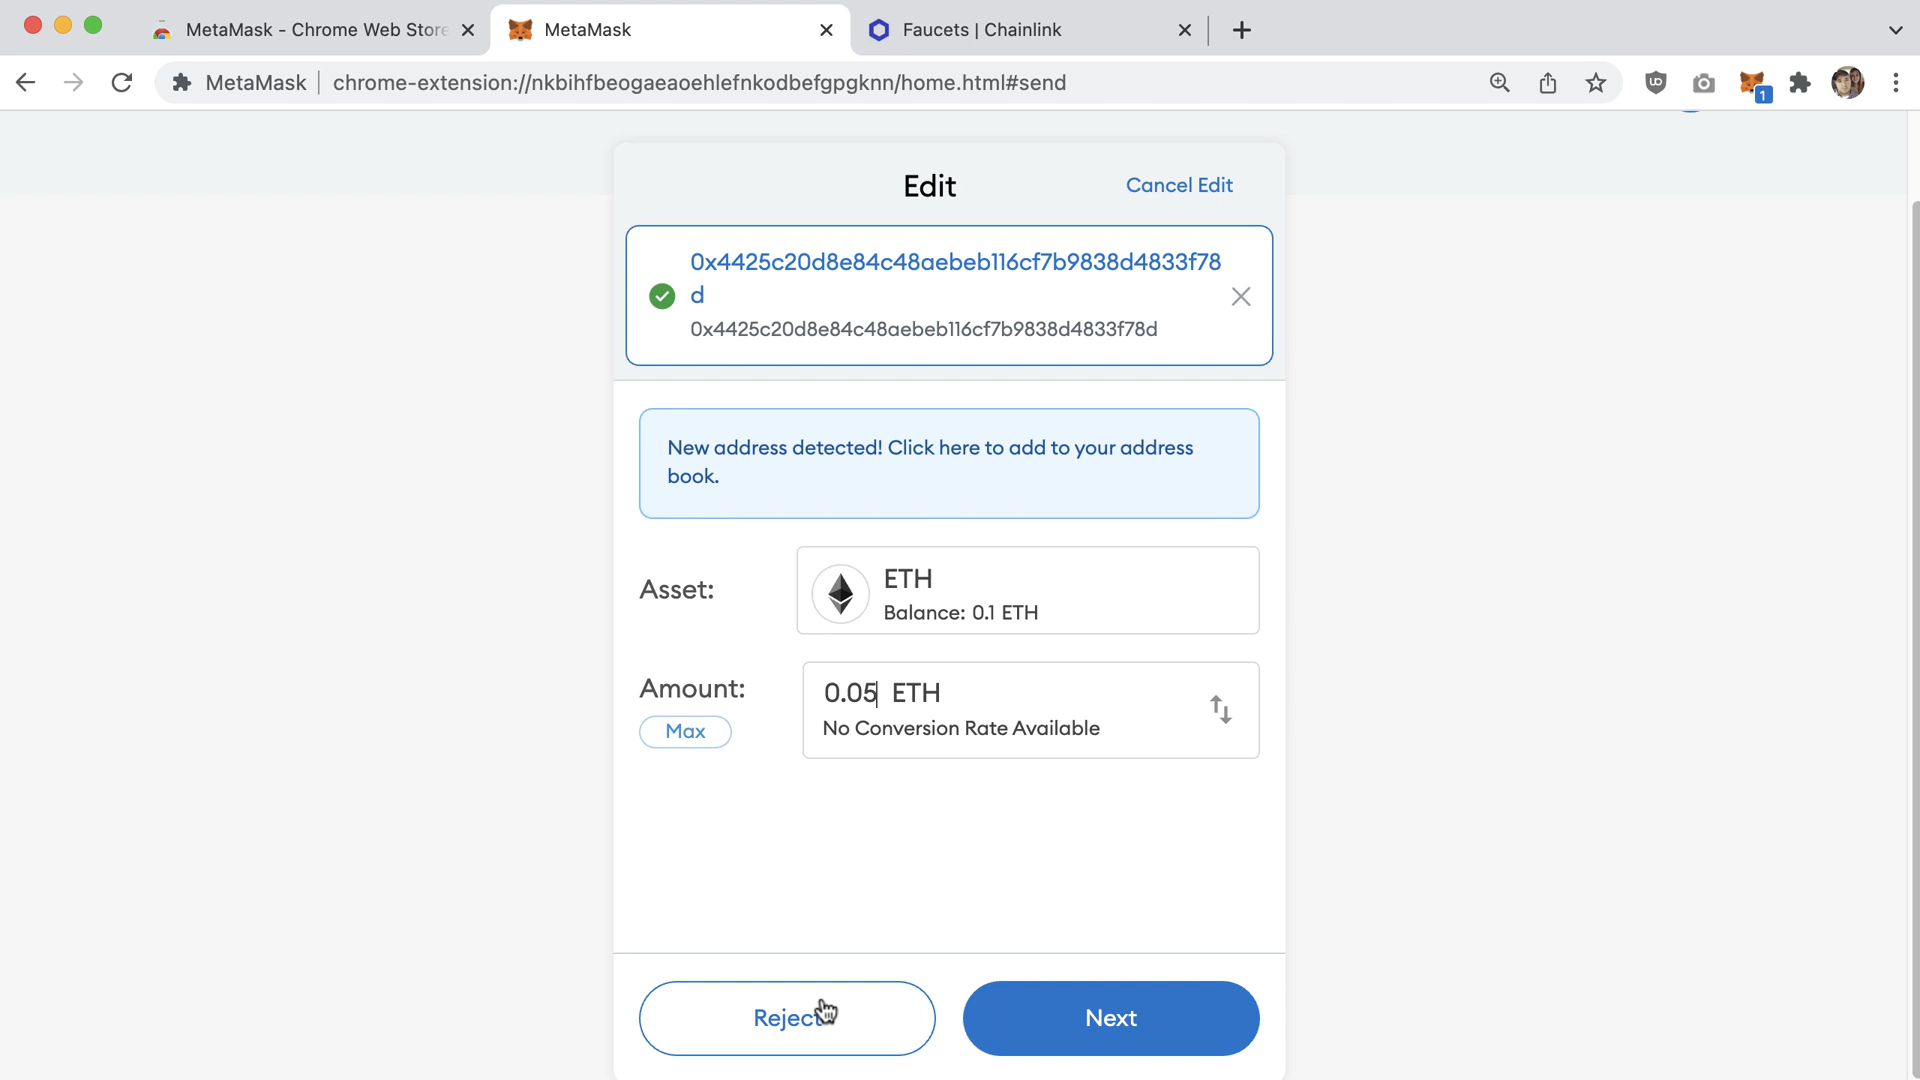 MetaMask - Chrome Web Store
MetaMask
Faucets | Chainlink
MetaMask
chrome-extension://nkbihfbeogaeaoehlefnkodbefgpgknn/home.html#send
1
Edit
Cancel Edit
0x4425c20d8e84c48aebeb116cf7b9838d4833f78
d
0x4425c20d8e84c48aebeb116cf7b9838d4833f78d
New address detected! Click here to add to your address
book.
Asset:
ETH
Balance: 0.1 ETH
Amount:
Max
0.05 ETH
No Conversion Rate Available
Reject
Next